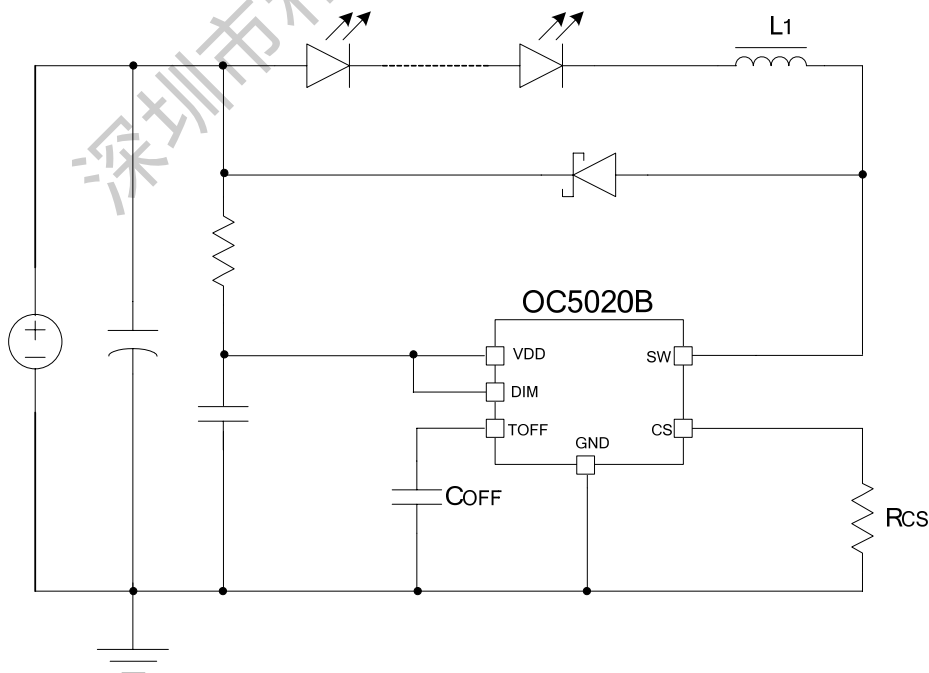 深圳市
L1
OC5020B
VDD
SW
DIM
TOFF
CS
GND
COFF
RCS